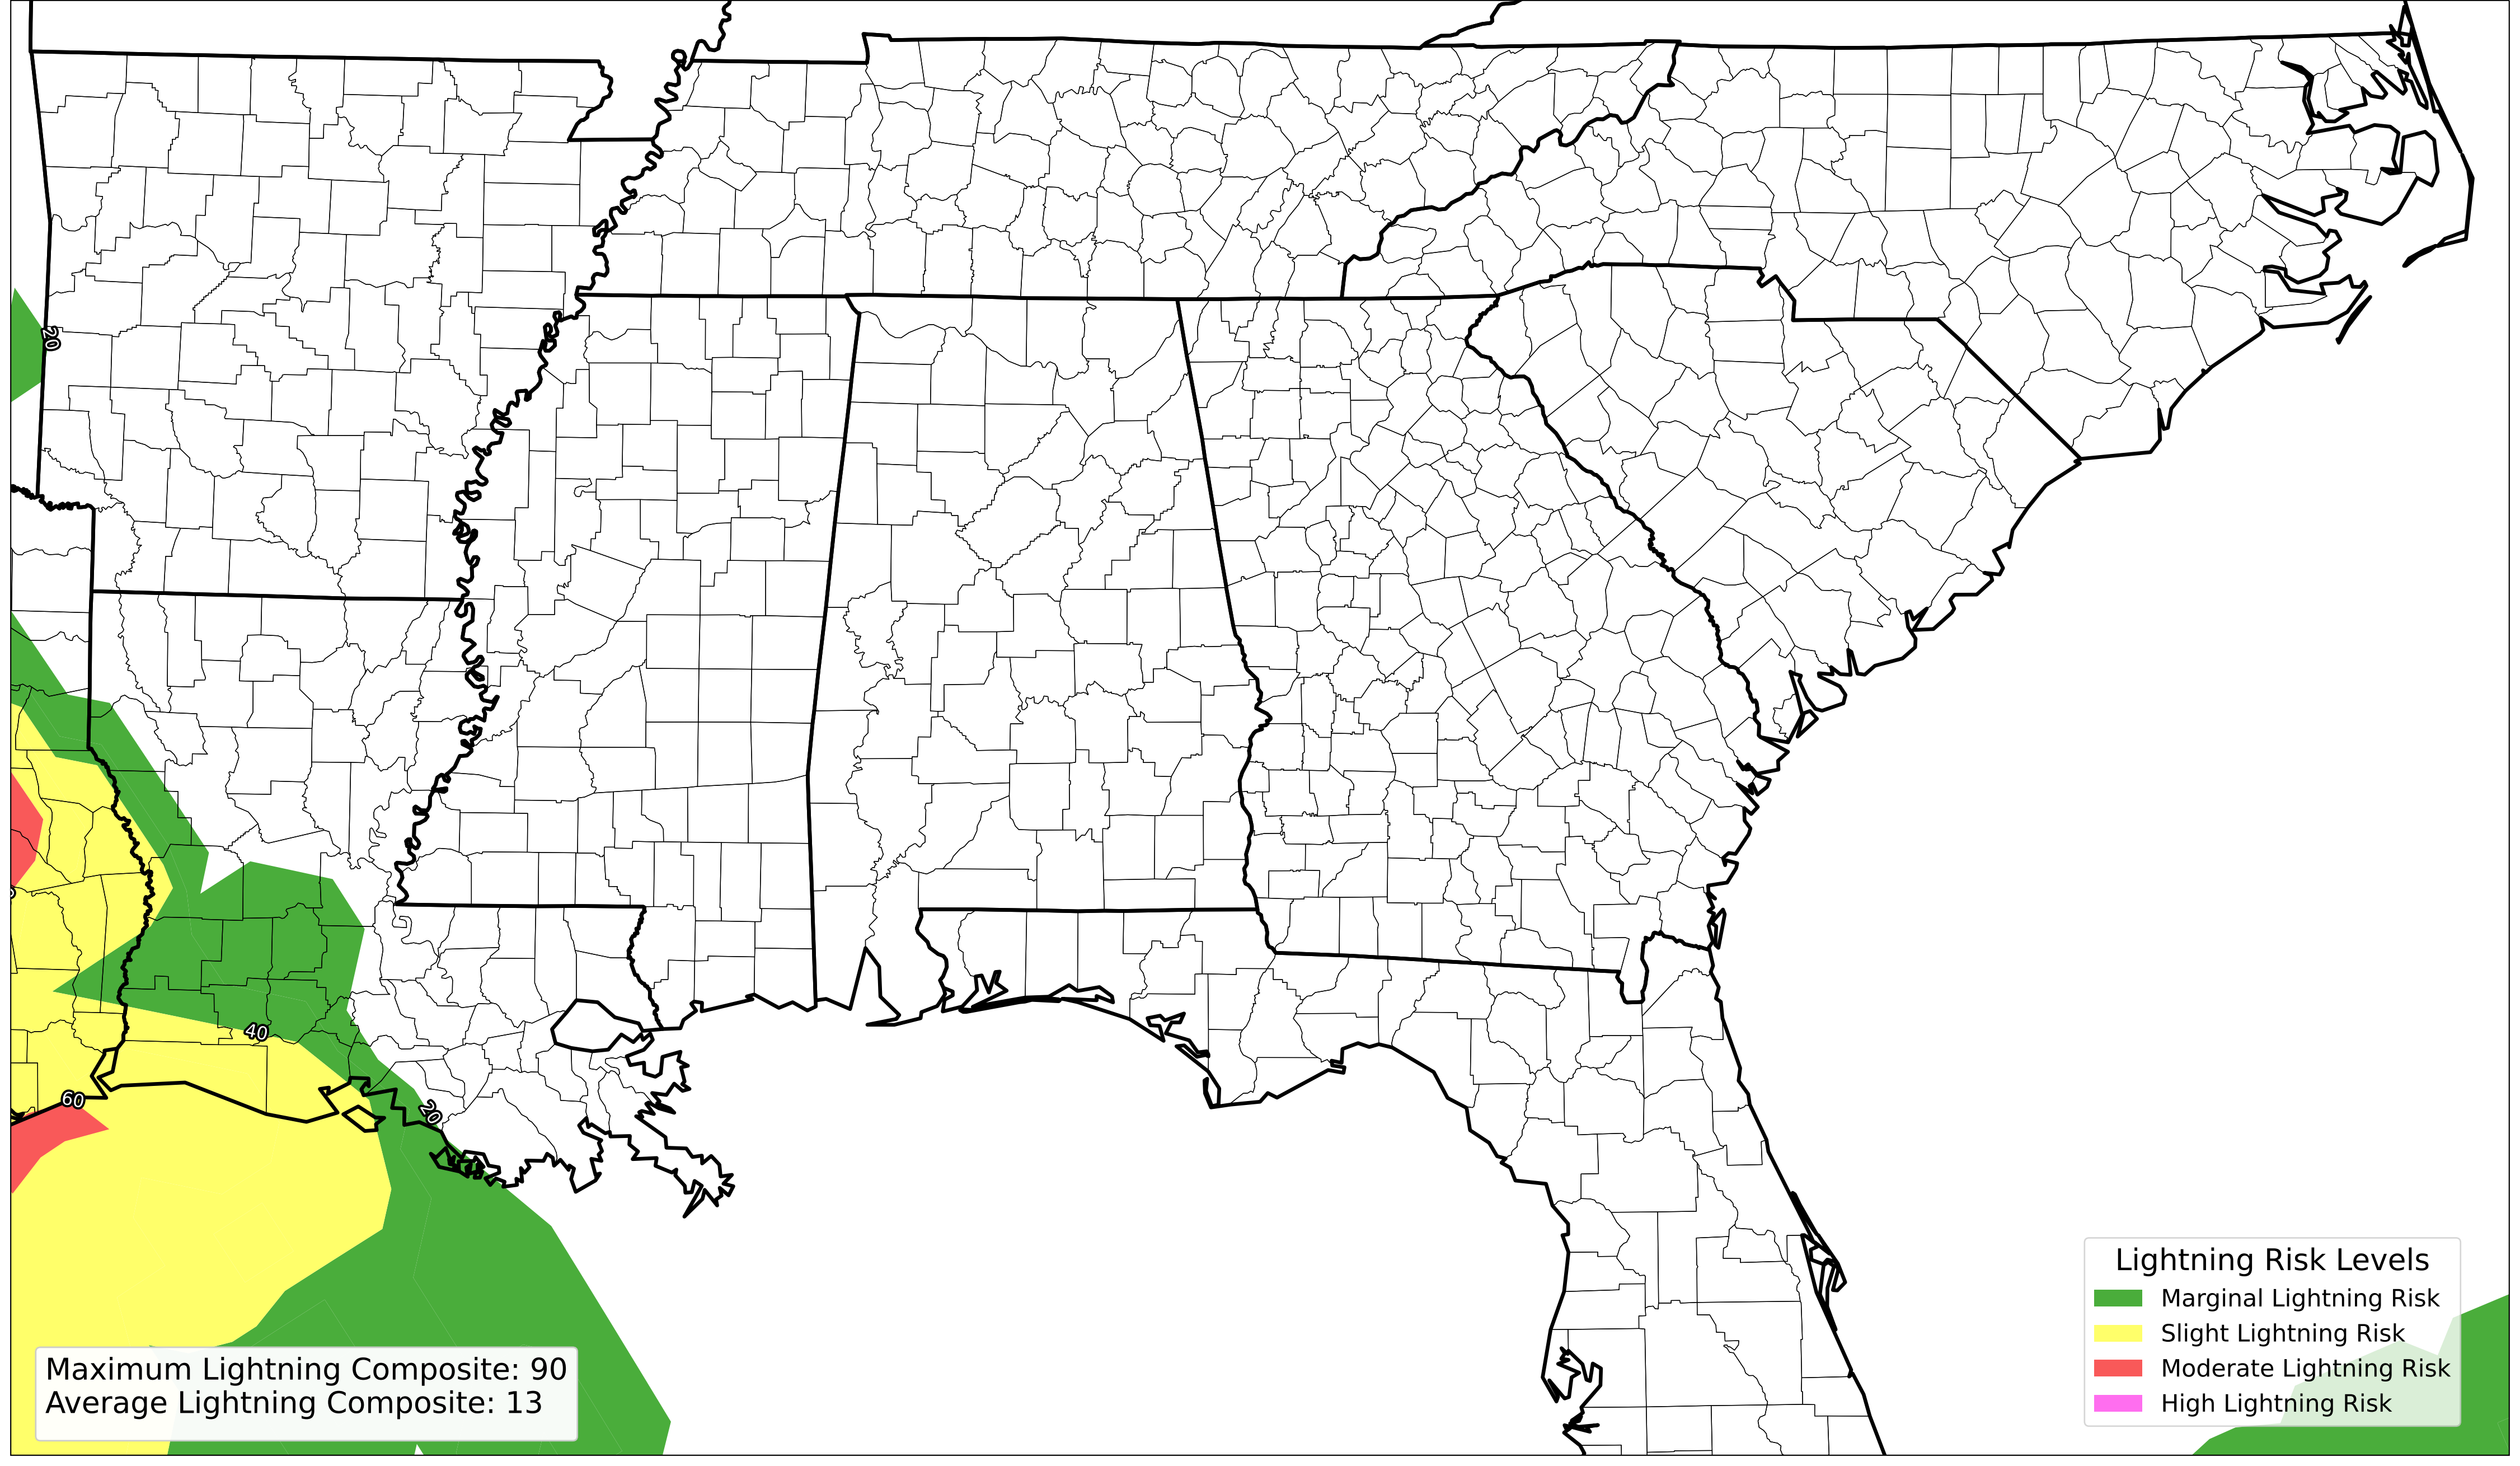 20
40
60
20
Maximum Lightning Composite: 90
Average Lightning Composite: 13
Lightning Risk Levels
Marginal Lightning Risk
Slight Lightning Risk
Moderate Lightning Risk
High Lightning Risk